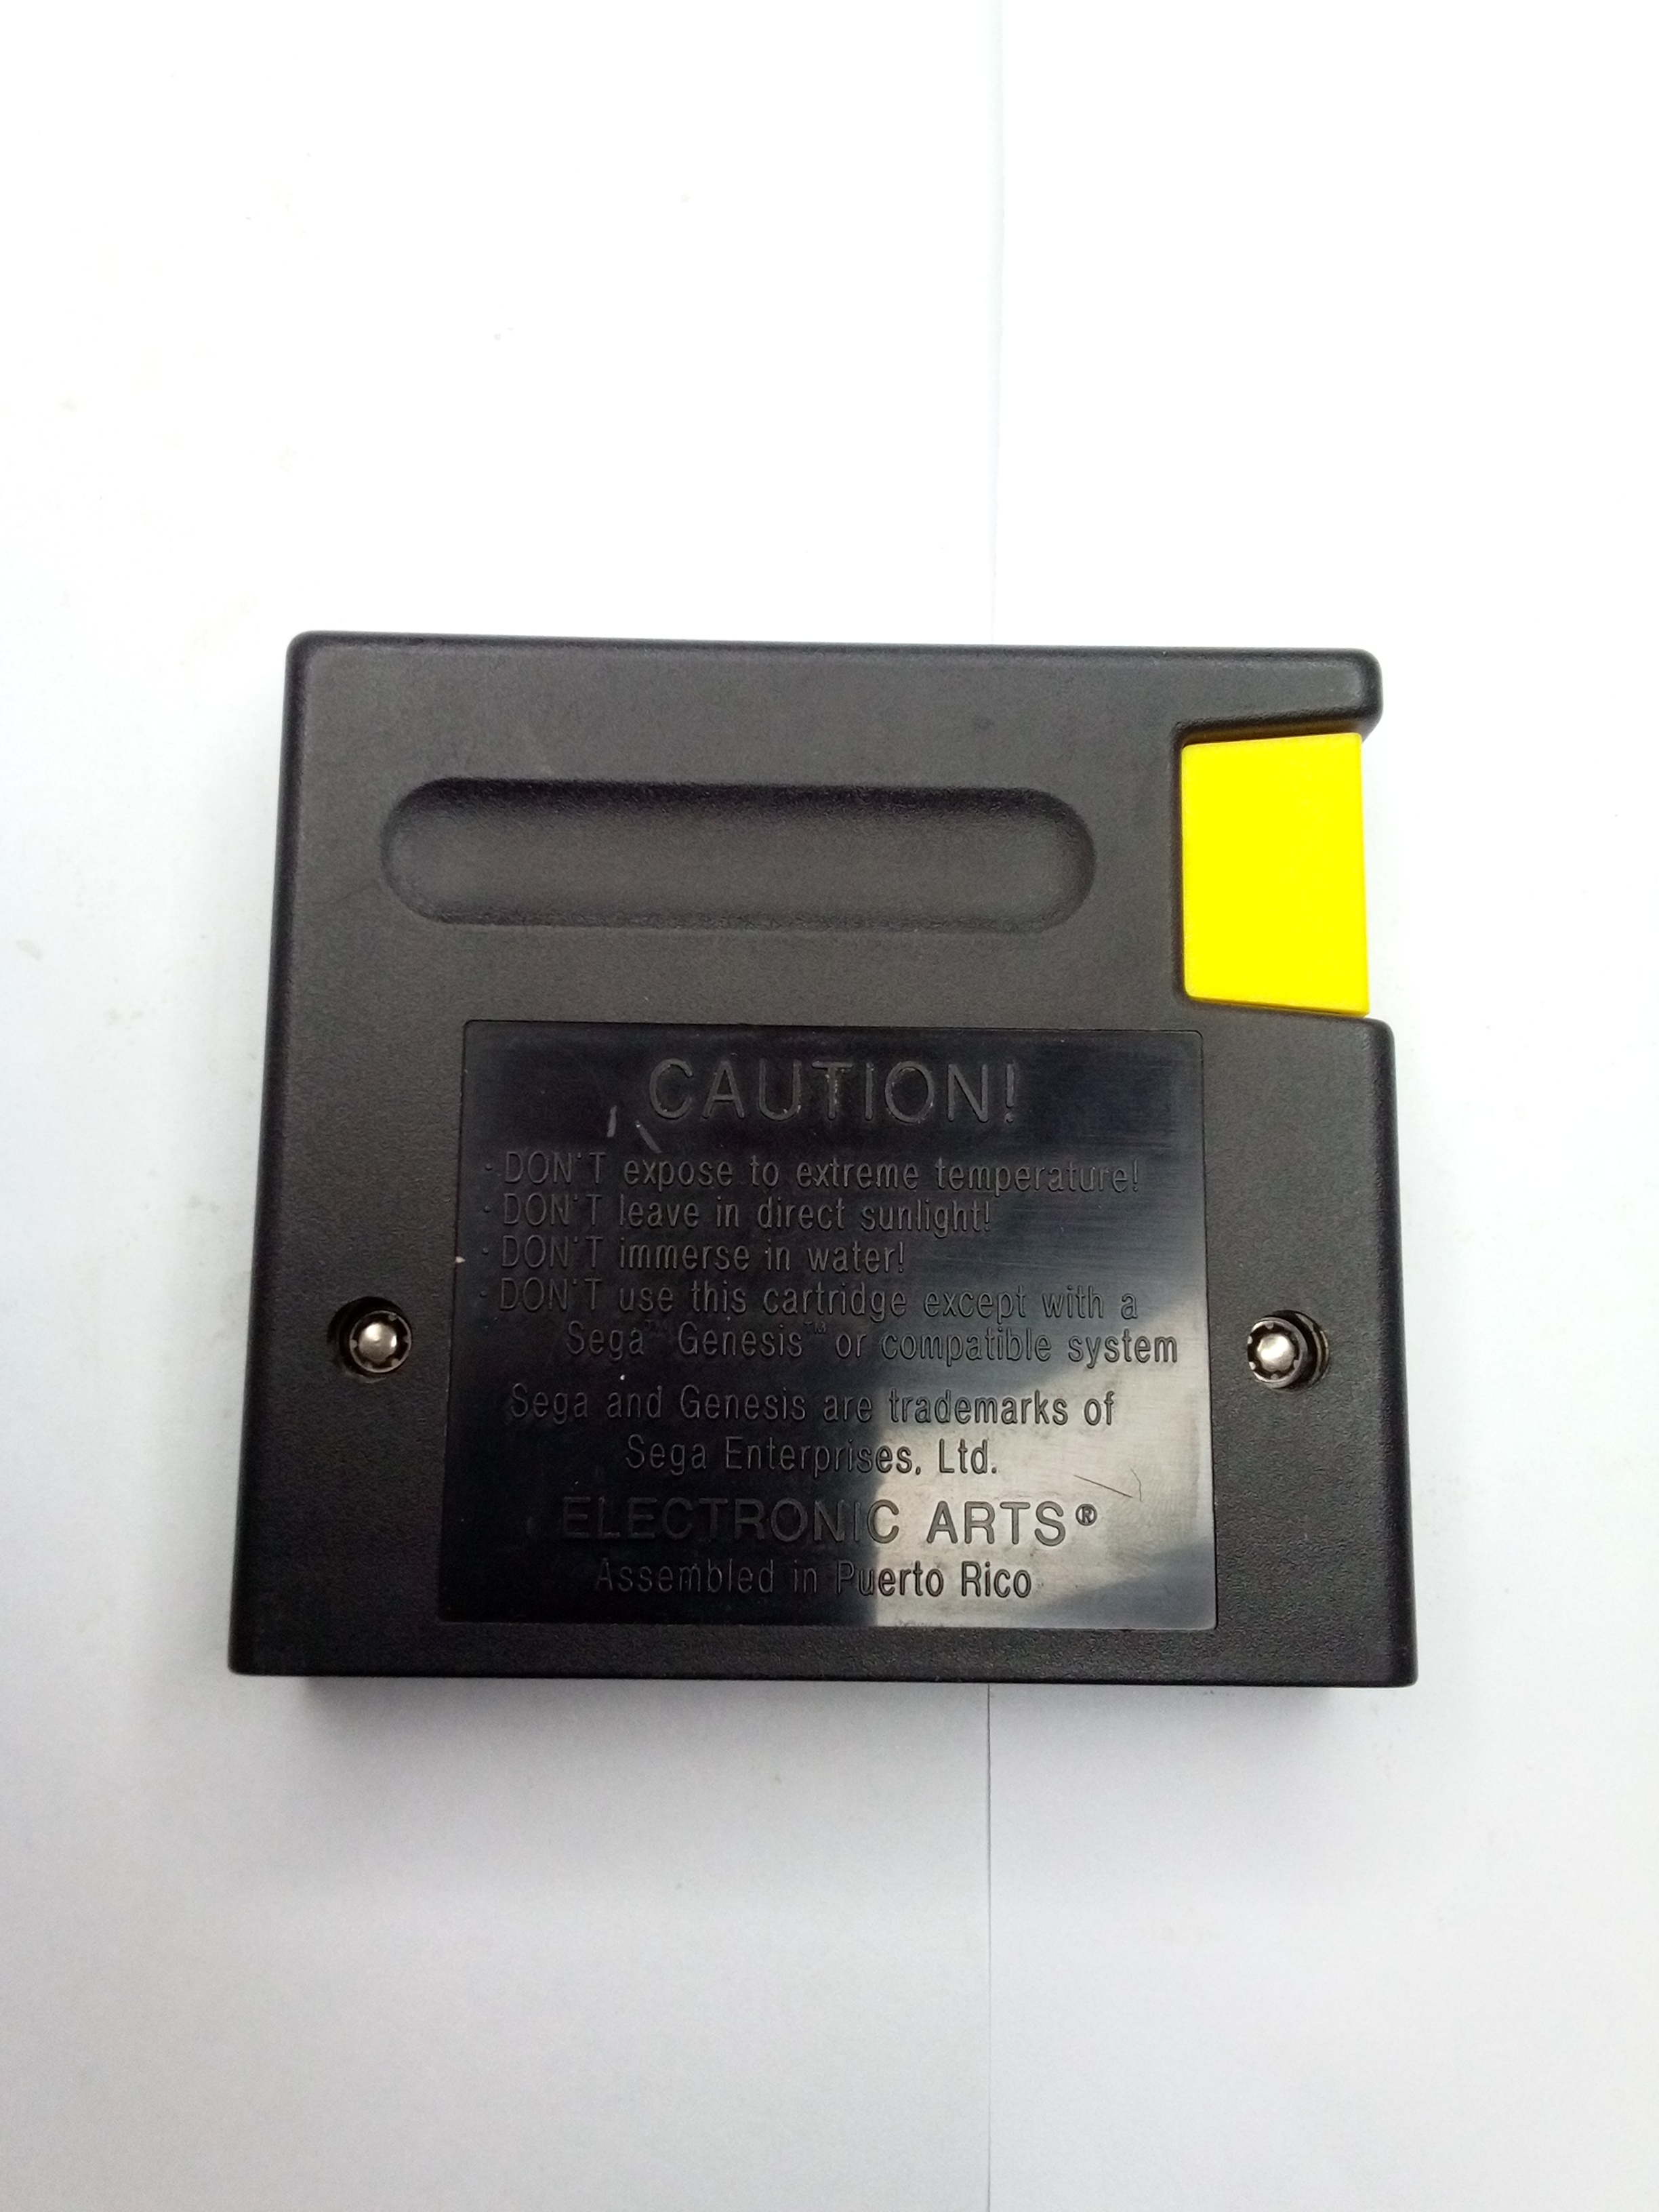 CAUTION!
· DON'T expose to extreme temperature!
· DON'T leave in direct sunlight!
· DON'T immerse in water!
· DON'T use this cartridge except with a
Sega™ Genesis™ or compatible system
Sega and Genesis are trademarks of
Sega Enterprises, Ltd.
ELECTRONIC ARTS®
Assembled in Puerto Rico